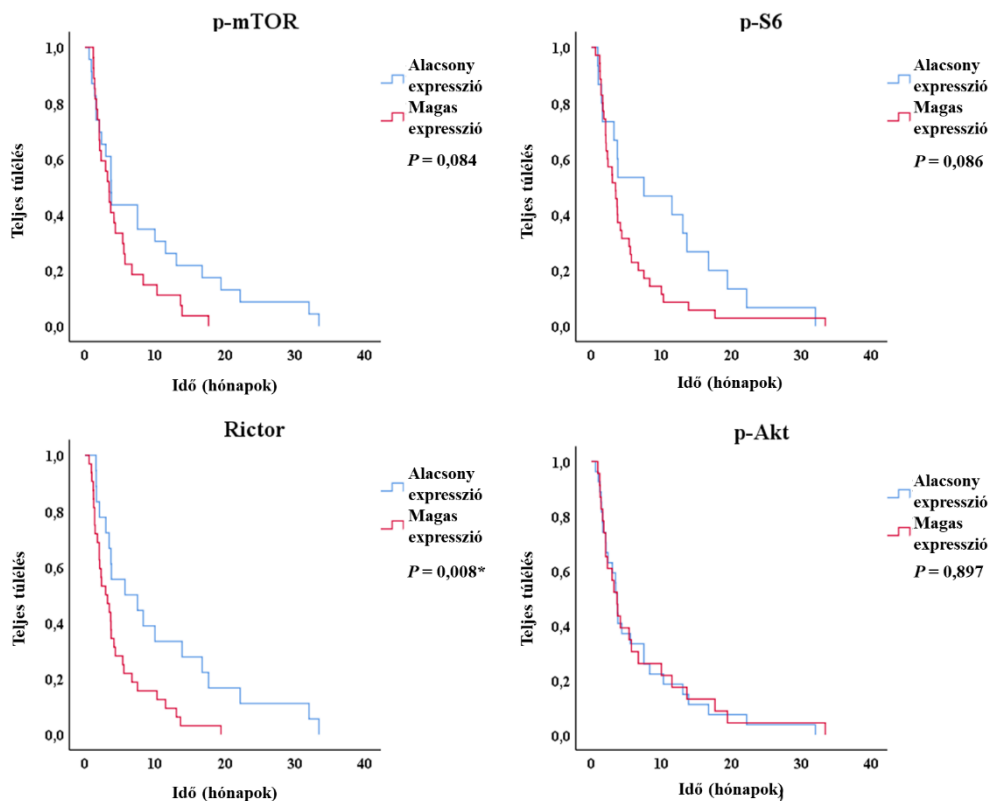 p-mTOR
Teljes túlélés
1,0
0,8
0,6
0,4
0,2
0,0
0
10
20
30
40
Idő (hónapok)
Alacsony
expresszió
Magas
expresszió
P = 0,084
p-S6
Teljes túlélés
1,0
0,8
0,6
0,4
0,2
0,0
0
10
20
30
40
Idő (hónapok)
Alacsony
expresszió
Magas
expresszió
P = 0,086
Rictor
Teljes túlélés
1,0
0,8
0,6
0,4
0,2
0,0
0
10
20
30
40
Idő (hónapok)
Alacsony
expresszió
Magas
expresszió
P = 0,008*
p-Akt
Teljes túlélés
1,0
0,8
0,6
0,4
0,2
0,0
0
10
20
30
40
Idő (hónapok)
Alacsony
expresszió
Magas
expresszió
P = 0,897